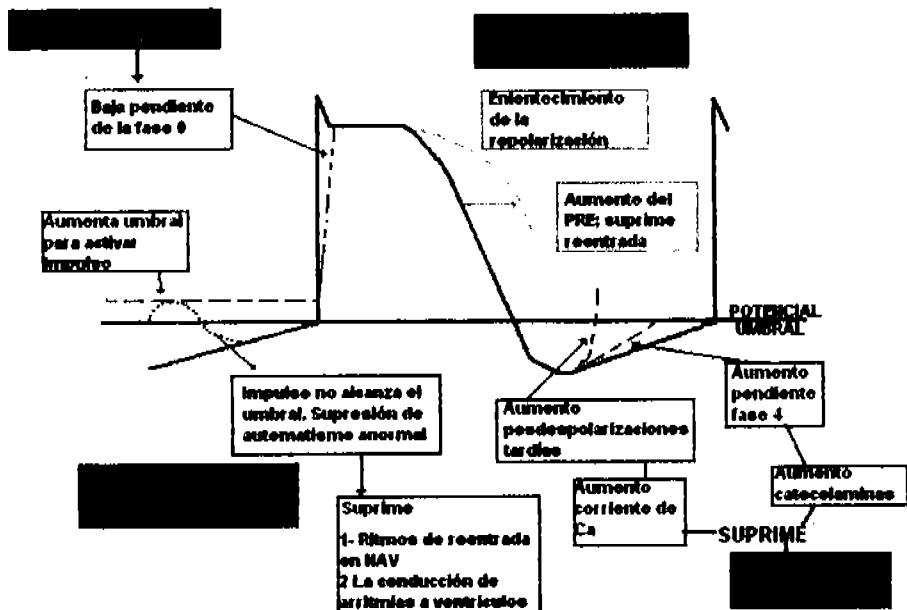 Baja pendiente
de la fase 0
Enlentecimiento
de la
repolarización
Aumento del
PRE; suprime
reentrada
Aumenta umbral
para activar
impulso
POTENCIAL
UMBRAL
Impulso no alcanza el
umbral. Supresión de
automatismo anormal
Aumento
posdespolarizaciones
tardías
Aumento
pendiente
fase 4
Aumento
corriente de
Ca
Aumento
catecolaminas
SUPRIME
Suprime
1- Ritmos de reentrada
en NAV
2 La conducción de
arritmias a ventrículos